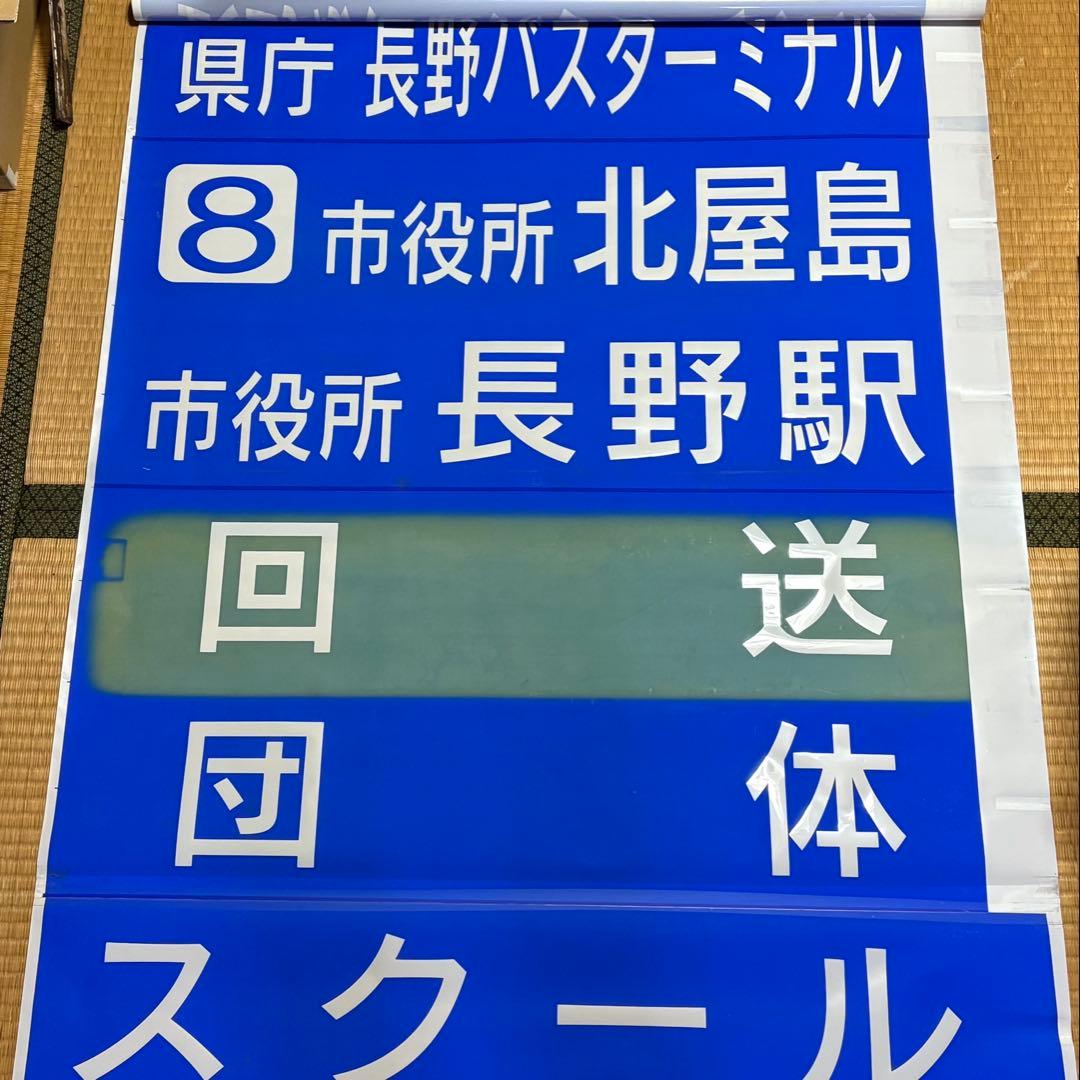 県庁 長野バスターミナル
8 市役所 北屋島
市役所 長野駅
回送
団体
スクール